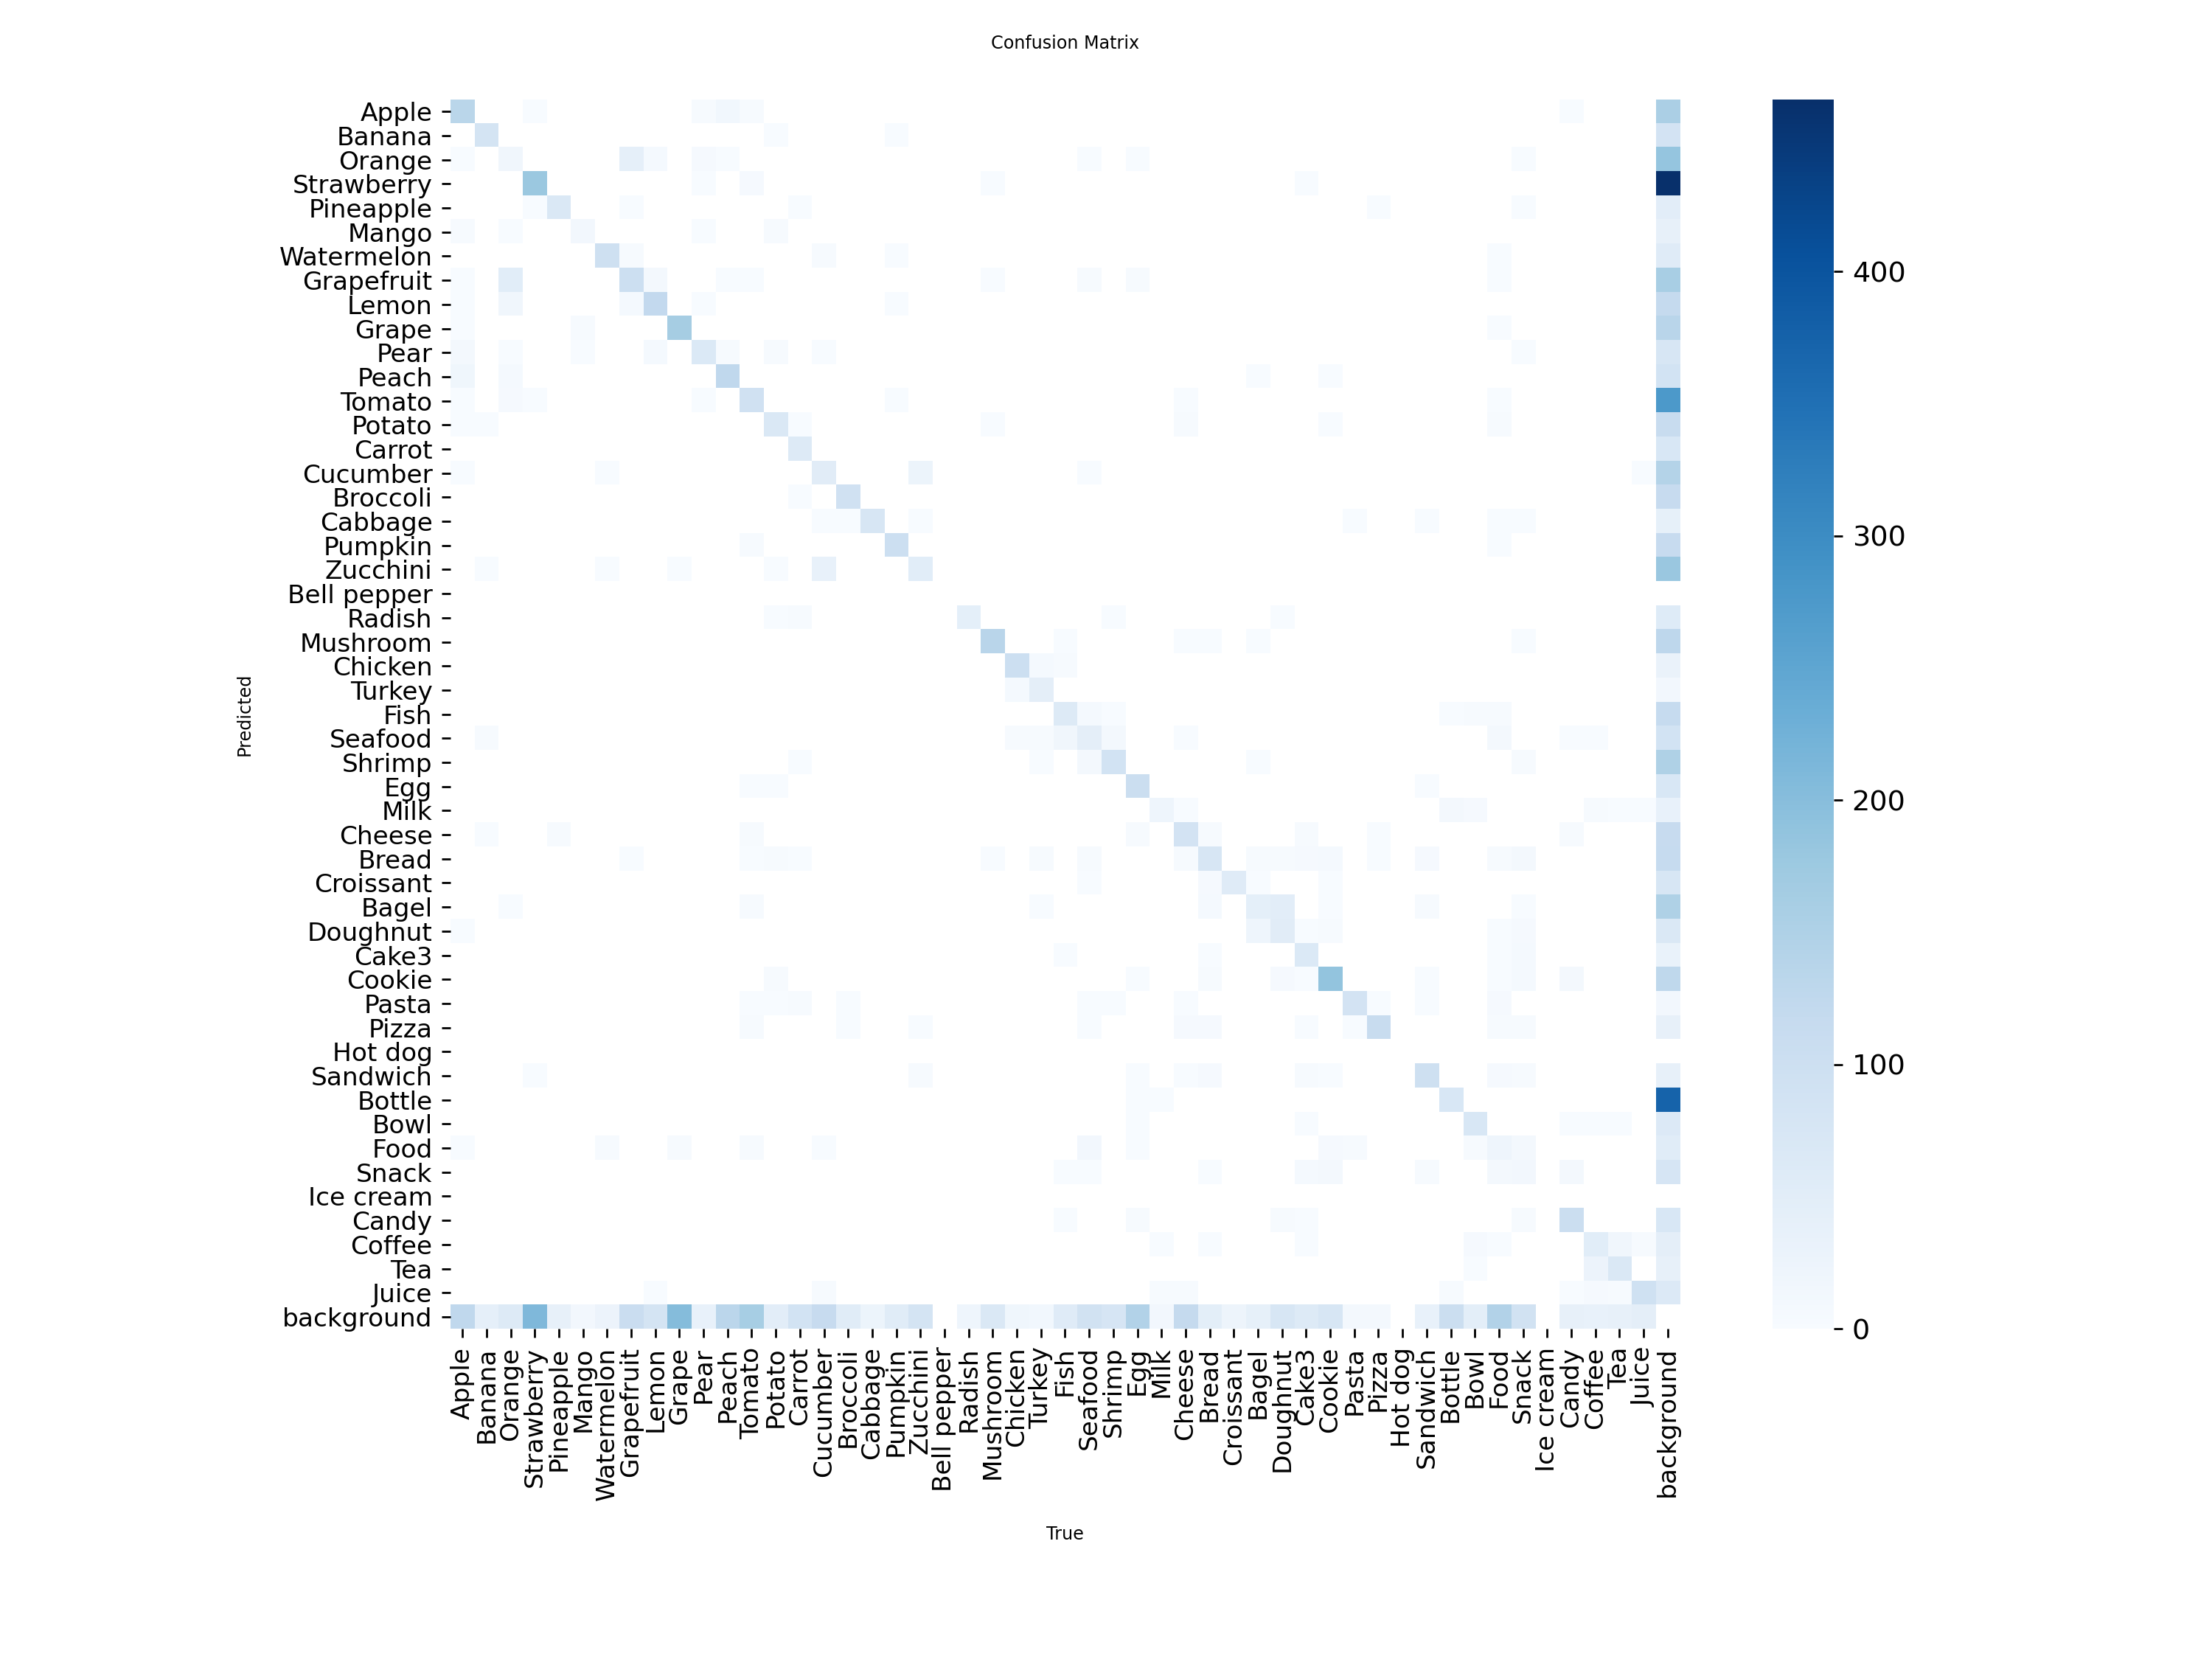 Confusion Matrix
Predicted
Apple
Banana
Orange
Strawberry
Pineapple
Mango
Watermelon
Grapefruit
Lemon
Grape
Pear
Peach
Tomato
Potato
Carrot
Cucumber
Broccoli
Cabbage
Pumpkin
Zucchini
Bell pepper
Radish
Mushroom
Chicken
Turkey
Fish
Seafood
Shrimp
Egg
Milk
Cheese
Bread
Croissant
Bagel
Doughnut
Cake3
Cookie
Pasta
Pizza
Hot dog
Sandwich
Bottle
Bowl
Food
Snack
Ice cream
Candy
Coffee
Tea
Juice
background
Apple
Banana
Orange
Strawberry
Pineapple
Mango
Watermelon
Grapefruit
Lemon
Grape
Pear
Peach
Tomato
Potato
Carrot
Cucumber
Broccoli
Cabbage
Pumpkin
Zucchini
Bell pepper
Radish
Mushroom
Chicken
Turkey
Fish
Seafood
Shrimp
Egg
Milk
Cheese
Bread
Croissant
Bagel
Doughnut
Cake3
Cookie
Pasta
Pizza
Hot dog
Sandwich
Bottle
Bowl
Food
Snack
Ice cream
Candy
Coffee
Tea
Juice
background
True
400
300
200
100
0